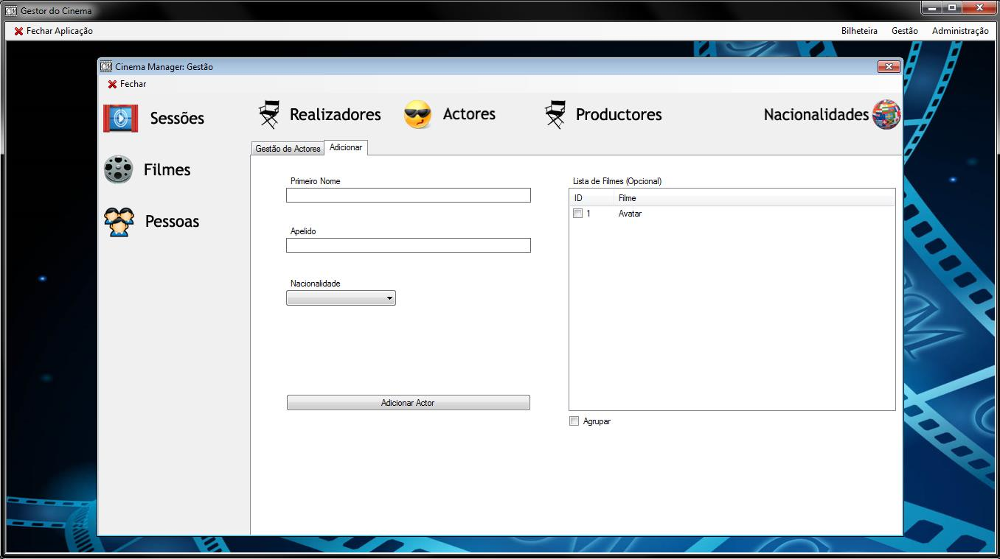 Gestor do Cinema
Fechar Aplicação Bilheteira Gestão Administração
Cinema Manager: Gestão
Fechar
Sessões Realizadores Actores Productores Nacionalidades
Gestão de Actores Adicionar
Filmes
Pessoas
Primeiro Nome
Apelido
Nacionalidade
Adicionar Actor
Lista de Filmes (Opcional)
ID Filme
1 Avatar
Agrupar